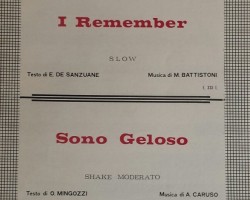 I Remember
SLOW
Testo di E. DE SANZUANE Musica di M. BATTISTONI
( 10 )
Sono Geloso
SHAKE MODERATO
Testo di O. MINGOZZI Musica di A. CARUSO